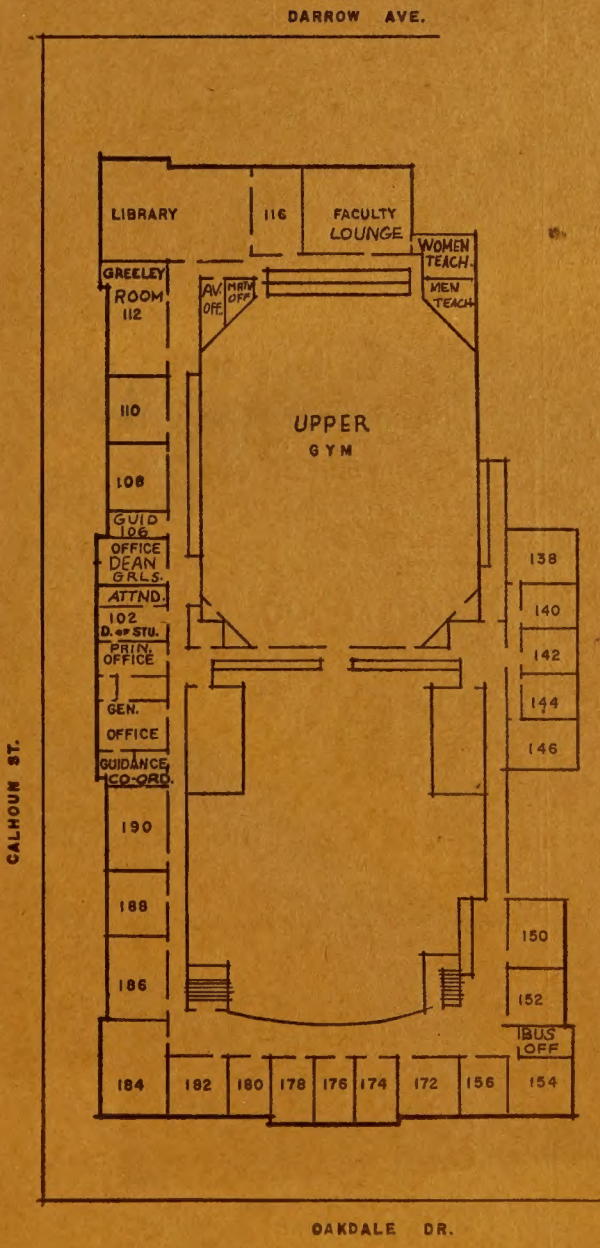 DARROW AVE.
LIBRARY
116
FACULTY
LOUNGE
WOMEN
TEACH.
MEN
TEACH
GREELEY
ROOM
112
AV.
OFF.
MATN
OFF
110
UPPER
GYM
108
GUID
106
OFFICE
DEAN
GRLS.
ATTND.
102
D. OF STU.
PRIN.
OFFICE
GEN.
OFFICE
GUIDANCE
CO-ORD.
138
140
142
144
146
CALHOUN ST.
190
188
186
150
152
BUS
OFF
184
182
180
178
176
174
172
156
154
OAKDALE DR.